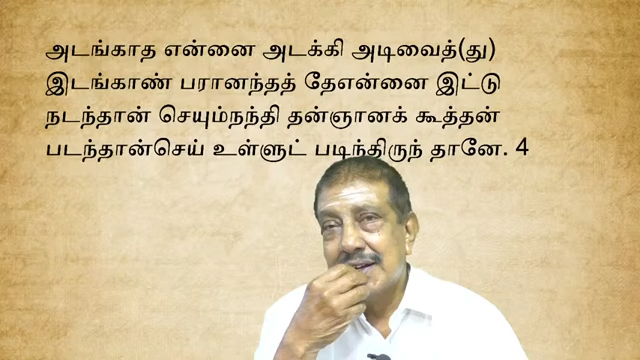 அடங்காத என்னை அடக்கி அடிவைத்(து)
இடங்காண் பரானந்தத் தேஎன்னை இட்டு
நடந்தான் செயும்நந்தி தன்ஞானக் கூத்தன்
படந்தான்செய் உள்ளுட் படிந்திருந் தானே. 4